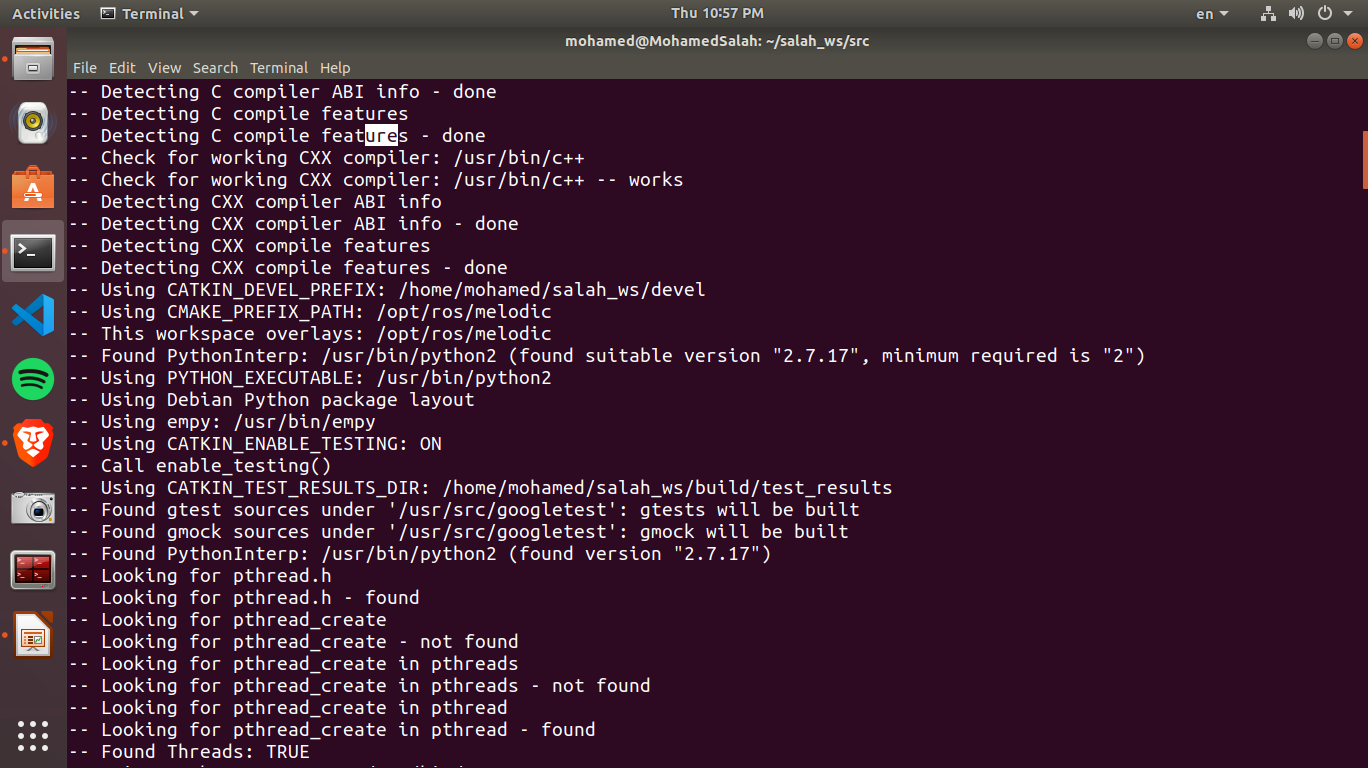 Activities Terminal Thu 10:57 PM en
mohamed@MohamedSalah: ~/salah_ws/src
File Edit View Search Terminal Help
-- Detecting C compiler ABI info - done
-- Detecting C compile features
-- Detecting C compile features - done
-- Check for working CXX compiler: /usr/bin/c++
-- Check for working CXX compiler: /usr/bin/c++ -- works
-- Detecting CXX compiler ABI info
-- Detecting CXX compiler ABI info - done
-- Detecting CXX compile features
-- Detecting CXX compile features - done
-- Using CATKIN_DEVEL_PREFIX: /home/mohamed/salah_ws/devel
-- Using CMAKE_PREFIX_PATH: /opt/ros/melodic
-- This workspace overlays: /opt/ros/melodic
-- Found PythonInterp: /usr/bin/python2 (found suitable version "2.7.17", minimum required is "2")
-- Using PYTHON_EXECUTABLE: /usr/bin/python2
-- Using Debian Python package layout
-- Using empy: /usr/bin/empy
-- Using CATKIN_ENABLE_TESTING: ON
-- Call enable_testing()
-- Using CATKIN_TEST_RESULTS_DIR: /home/mohamed/salah_ws/build/test_results
-- Found gtest sources under '/usr/src/googletest': gtests will be built
-- Found gmock sources under '/usr/src/googletest': gmock will be built
-- Found PythonInterp: /usr/bin/python2 (found version "2.7.17")
-- Looking for pthread.h
-- Looking for pthread.h - found
-- Looking for pthread_create
-- Looking for pthread_create - not found
-- Looking for pthread_create in pthreads
-- Looking for pthread_create in pthreads - not found
-- Looking for pthread_create in pthread
-- Looking for pthread_create in pthread - found
-- Found Threads: TRUE